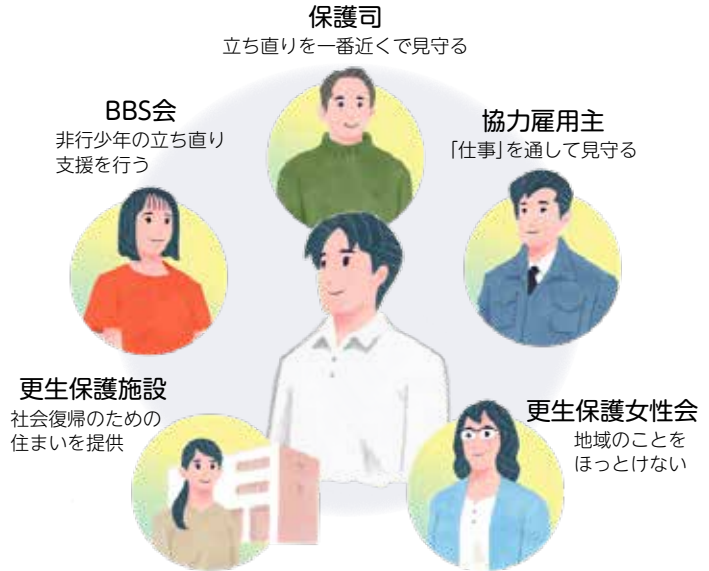 保護司
立ち直りを一番近くで見守る
BBS会
非行少年の立ち直り
支援を行う
協力雇用主
「仕事」を通して見守る
更生保護施設
社会復帰のための
住まいを提供
更生保護女性会
地域のことを
ほっとけない